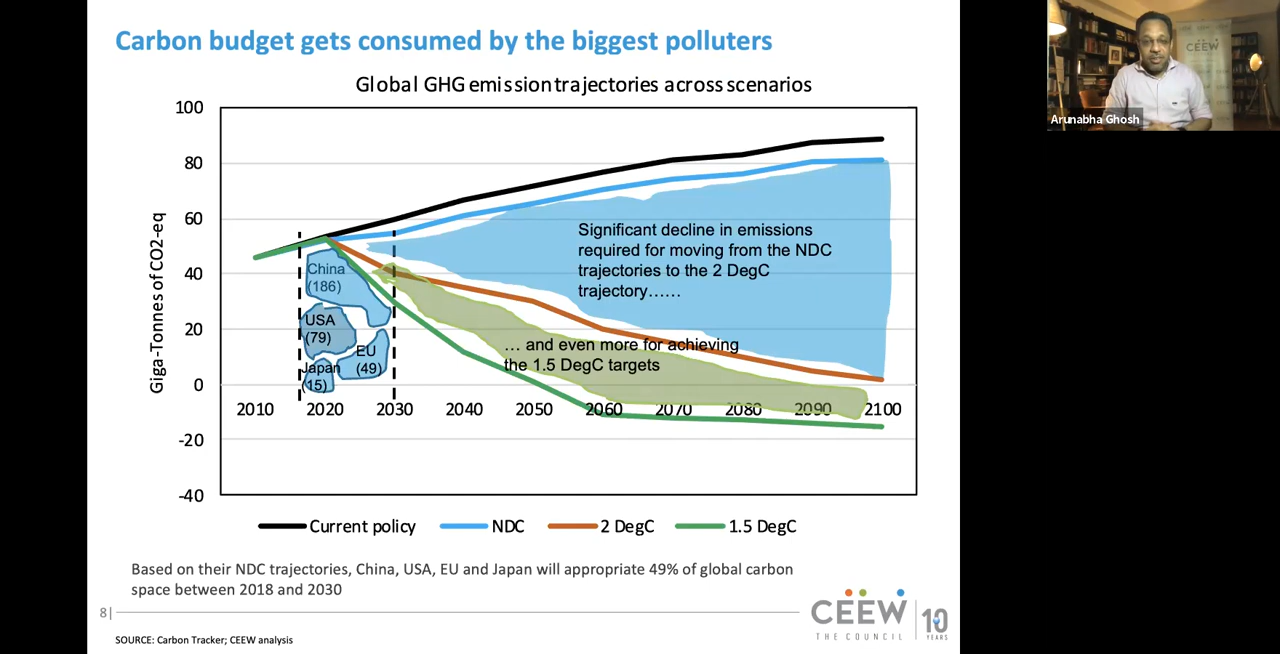 Carbon budget gets consumed by the biggest polluters
Global GHG emission trajectories across scenarios
100
80
60
40
20
0
-20
-40
Giga-Tonnes of CO2-eq
China
(186)
USA
(79)
EU
(49)
Japan
(15)
Significant decline in emissions
required for moving from the NDC
trajectories to the 2 DegC
trajectory……
… and even more for achieving
the 1.5 DegC targets
2010 2020 2030 2040 2050 2060 2070 2080 2090 2100
Current policy NDC 2 DegC 1.5 DegC
Based on their NDC trajectories, China, USA, EU and Japan will appropriate 49% of global carbon
space between 2018 and 2030
8|
CEEW
THE COUNCIL
10
YEARS
SOURCE: Carbon Tracker; CEEW analysis
CEEW
Arunabha Ghosh